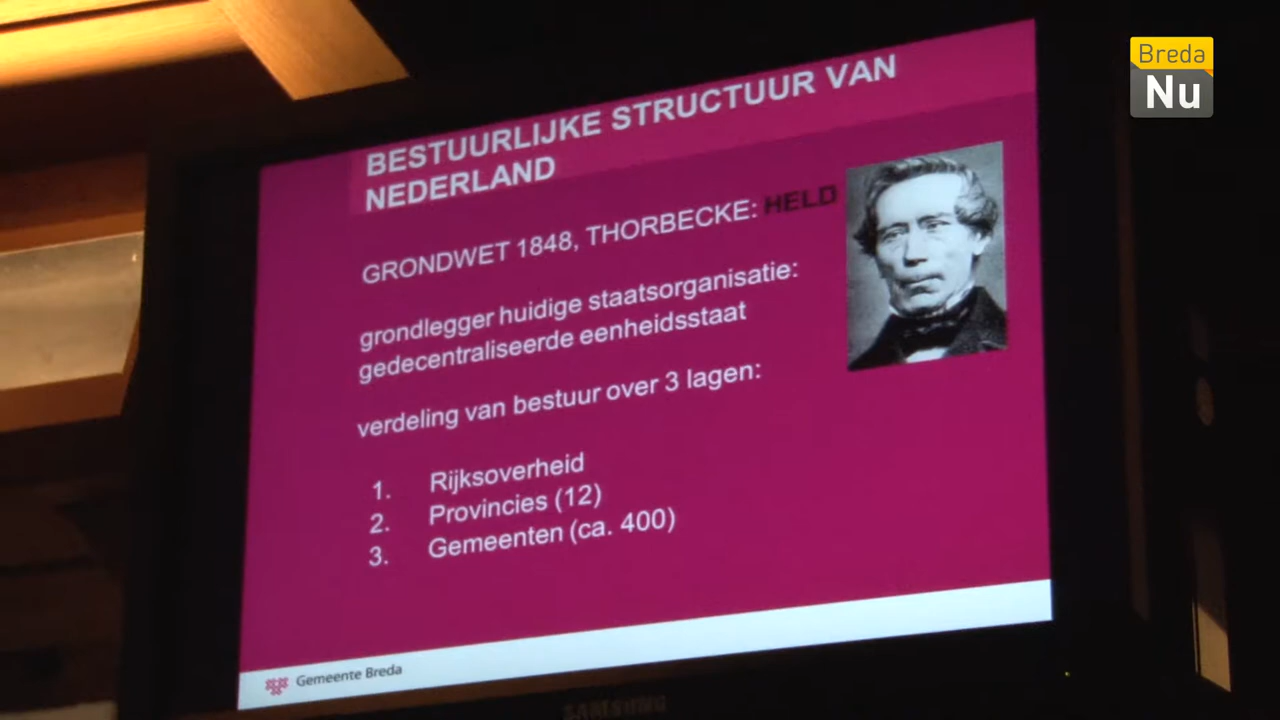 Breda
Nu
BESTUURLIJKE STRUCTUUR VAN
NEDERLAND
GRONDWET 1848, THORBECKE: HELD
grondlegger huidige staatsorganisatie:
gedecentraliseerde eenheidsstaat
verdeling van bestuur over 3 lagen:
1. Rijksoverheid
2. Provincies (12)
3. Gemeenten (ca. 400)
Gemeente Breda
SAMSUNG